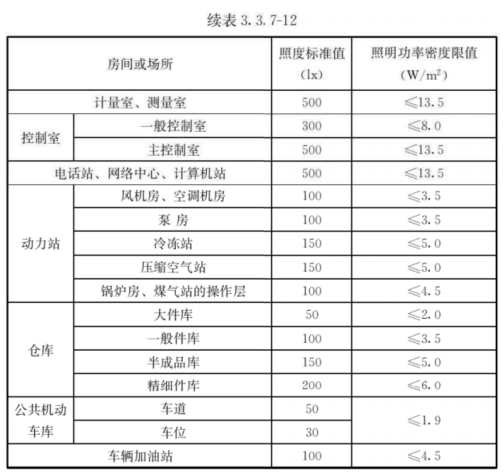 续表 3.3.7-12
房间或场所 照度标准值（lx） 照明功率密度限值（W/m²）
计量室、测量室 500 ≤13.5
控制室 一般控制室 300 ≤8.0
主控制室 500 ≤13.5
电话站、网络中心、计算机站 500 ≤13.5
动力站 风机房、空调机房 100 ≤3.5
泵 房 100 ≤3.5
冷冻站 150 ≤5.0
压缩空气站 150 ≤5.0
锅炉房、煤气站的操作层 100 ≤4.5
仓库 大件库 50 ≤2.0
一般件库 100 ≤3.5
半成品库 150 ≤5.0
精细件库 200 ≤6.0
公共机动车库 车道 50 ≤1.9
车位 30
车辆加油站 100 ≤4.5